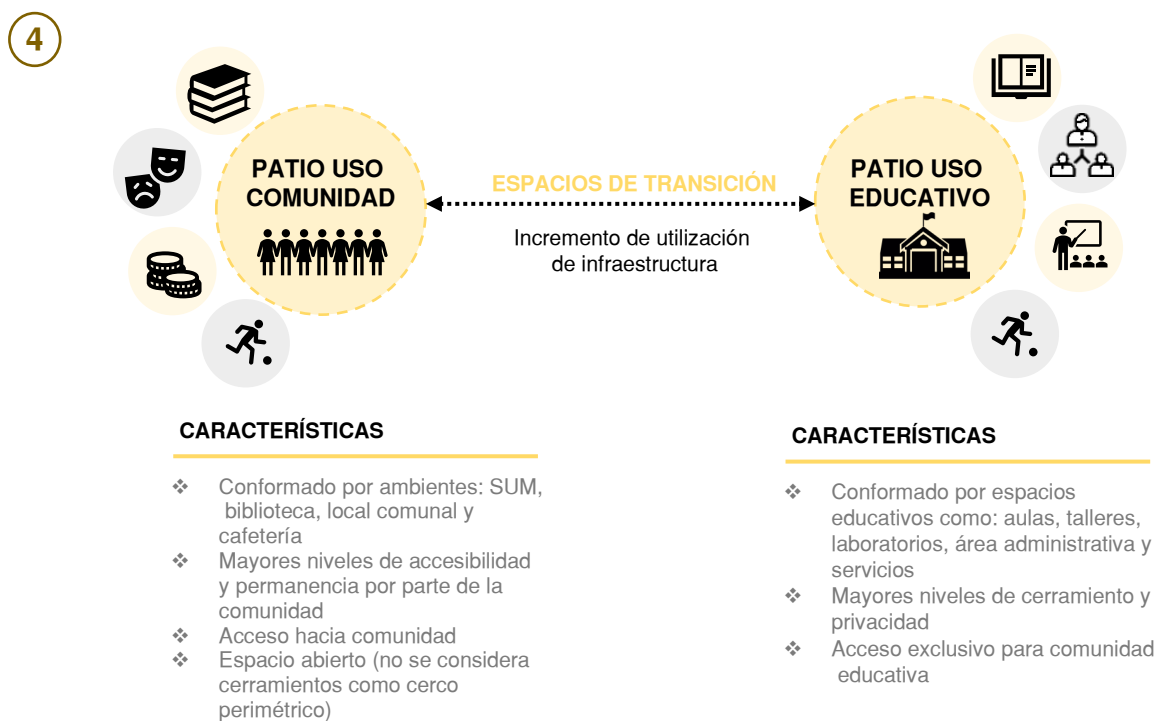 4
PATIO USO
COMUNIDAD
ESPACIOS DE TRANSICIÓN
Incremento de utilización
de infraestructura
PATIO USO
EDUCATIVO
CARACTERÍSTICAS
❖ Conformado por ambientes: SUM,
biblioteca, local comunal y
cafetería
❖ Mayores niveles de accesibilidad
y permanencia por parte de la
comunidad
❖ Acceso hacia comunidad
❖ Espacio abierto (no se considera
cerramientos como cerco
perimétrico)
CARACTERÍSTICAS
❖ Conformado por espacios
educativos como: aulas, talleres,
laboratorios, área administrativa y
servicios
❖ Mayores niveles de cerramiento y
privacidad
❖ Acceso exclusivo para comunidad
educativa